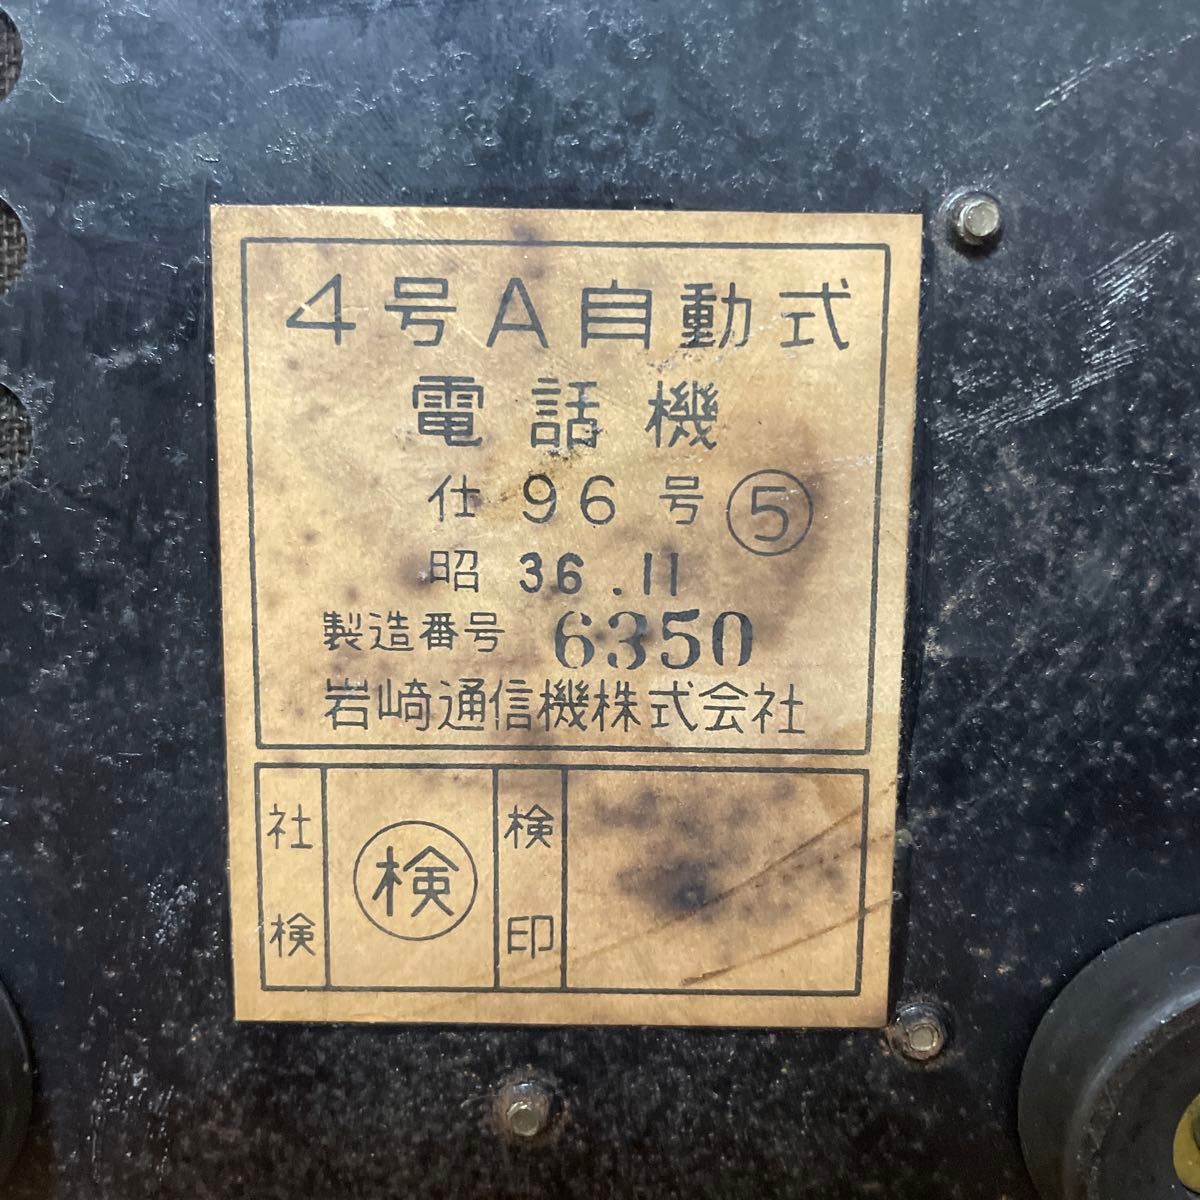 4号A自動式
電話機
仕 96 号 ⑤
昭 36.11
製造番号 6350
岩崎通信機株式会社
社検 検 検印